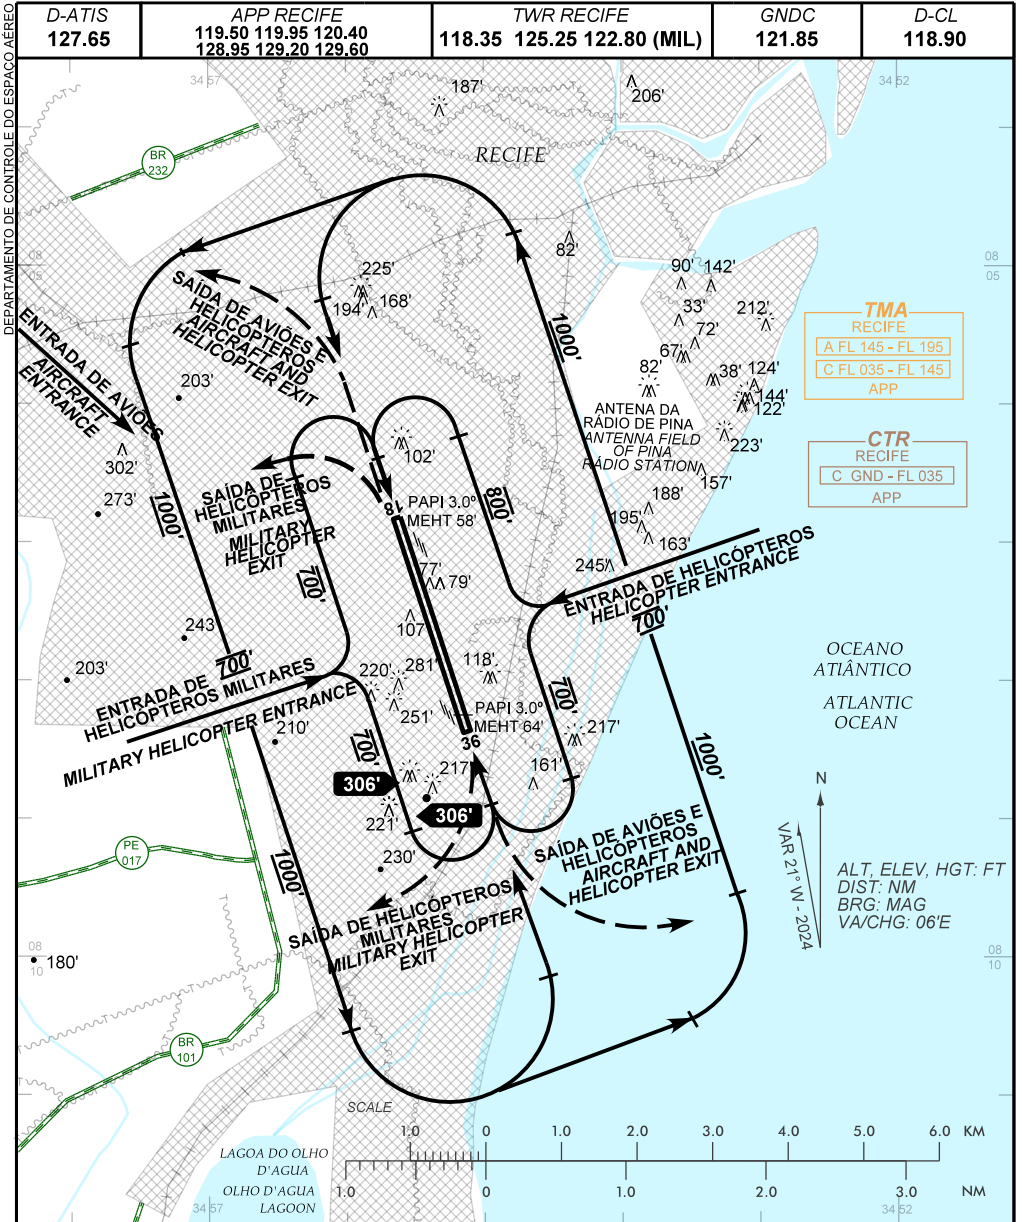 DEPARTAMENTO DE CONTROLE DO ESPAÇO AÉREO
D-ATIS
127.65
APP RECIFE
119.50 119.95 120.40
128.95 129.20 129.60
TWR RECIFE
118.35 125.25 122.80 (MIL)
GNDC
121.85
D-CL
118.90
34 57
34 52
187'
206'
BR
232
RECIFE
82'
08
05
08
05
225'
194'
168'
90'
142'
33'
212'
72'
67'
82'
38'
124'
144'
122'
223'
157'
SAÍDA DE AVIÕES E
HELICÓPTEROS
AIRCRAFT AND
HELICOPTER EXIT
ENTRADA DE AVIÕES
AIRCRAFT
ENTRANCE
1000'
203'
302'
273'
1000'
TMA
RECIFE
A FL 145 - FL 195
C FL 035 - FL 145
APP
CTR
RECIFE
C GND - FL 035
APP
ANTENA DA
RÁDIO DE PINA
ANTENNA FIELD
OF PINA
RÁDIO STATION
102'
SAÍDA DE
HELICÓPTEROS
MILITARES
MILITARY
HELICOPTER
EXIT
18
PAPI 3.0º
MEHT 58'
800'
188'
195'
163'
245'
77'
79'
700'
107
ENTRADA DE HELICÓPTEROS
HELICOPTER ENTRANCE
700'
243
203'
700'
ENTRADA DE
HELICÓPTEROS MILITARES
MILITARY HELICOPTER ENTRANCE
220'
281'
251'
118'
700'
PAPI 3.0º
MEHT 64'
36
217'
210'
700'
306'
217'
306'
221'
161'
230'
1000'
1000'
OCEANO
ATLÂNTICO
ATLANTIC
OCEAN
SAÍDA DE AVIÕES E
HELICÓPTEROS
AIRCRAFT AND
HELICOPTER EXIT
N
VAR 21° W - 2024
ALT, ELEV, HGT: FT
DIST: NM
BRG: MAG
VA/CHG: 06'E
PE
017
SAÍDA DE HELICÓPTEROS
MILITARES
MILITARY HELICOPTER
EXIT
08
10
180'
08
10
BR
101
SCALE
1.0 0 1.0 2.0 3.0 4.0 5.0 6.0 KM
1.0 0 1.0 2.0 3.0 NM
LAGOA DO OLHO
D'AGUA
OLHO D'AGUA
LAGOON
34 57
34 52